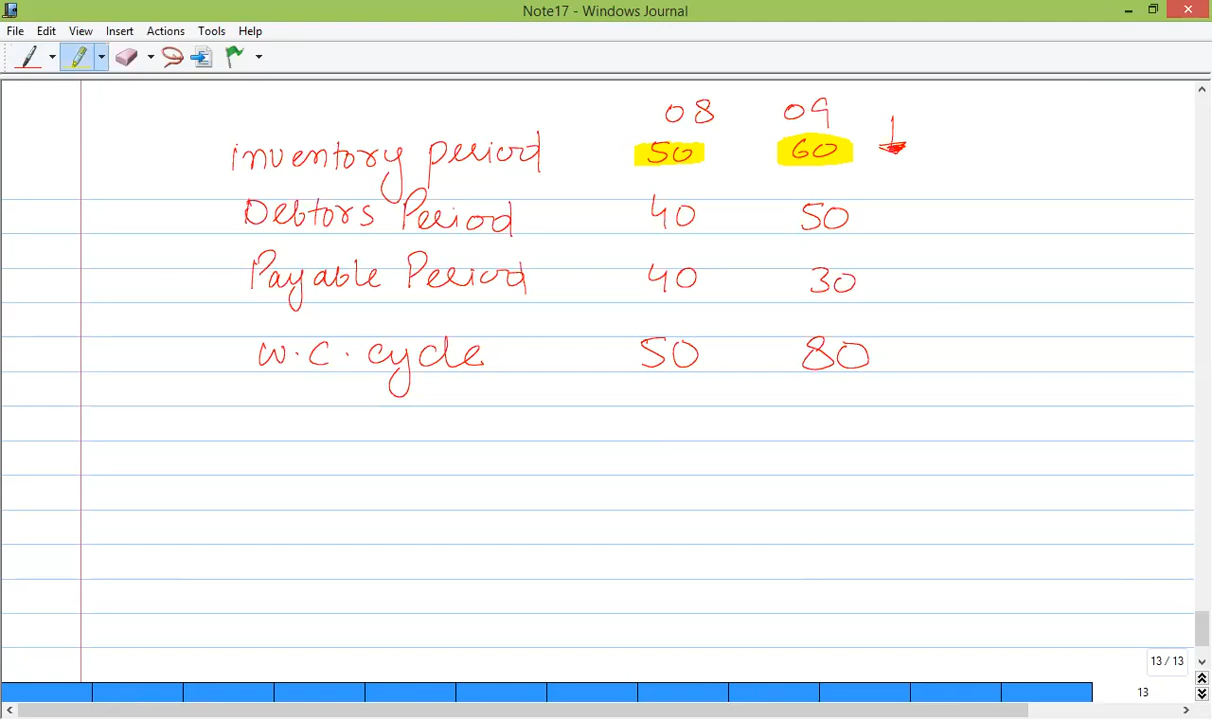 Note17 - Windows Journal
File Edit View Insert Actions Tools Help
08 09
inventory period 50 60
Debtors Period 40 50
Payable Period 40 30
W.C. cycle 50 80
13 / 13
13